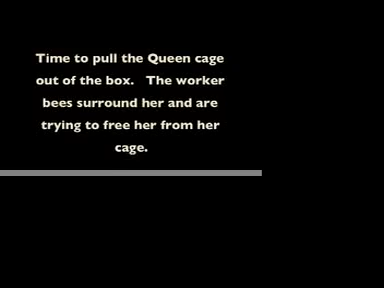 Time to pull the Queen cage
out of the box. The worker
bees surround her and are
trying to free her from her
cage.